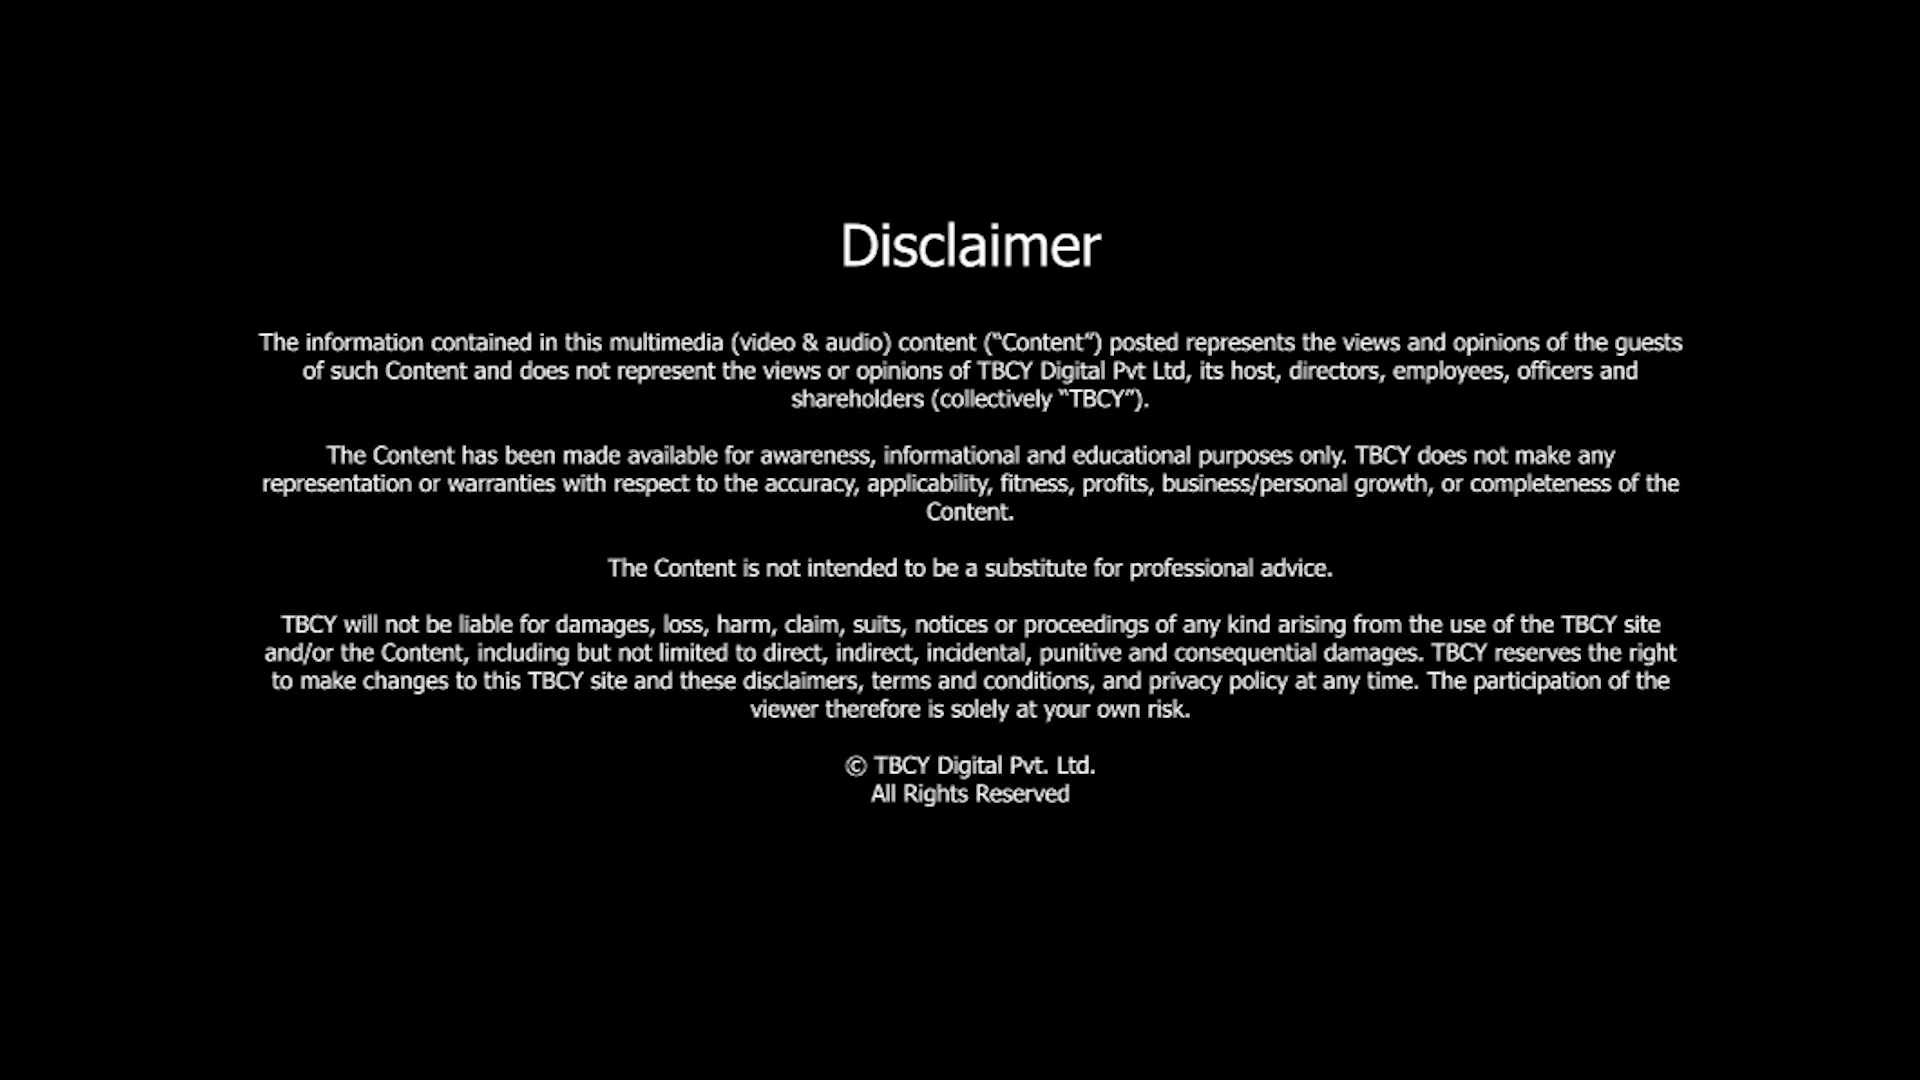 Disclaimer
The information contained in this multimedia (video & audio) content (“Content”) posted represents the views and opinions of the guests
of such Content and does not represent the views or opinions of TBCY Digital Pvt Ltd, its host, directors, employees, officers and
shareholders (collectively “TBCY”).
The Content has been made available for awareness, informational and educational purposes only. TBCY does not make any
representation or warranties with respect to the accuracy, applicability, fitness, profits, business/personal growth, or completeness of the
Content.
The Content is not intended to be a substitute for professional advice.
TBCY will not be liable for damages, loss, harm, claim, suits, notices or proceedings of any kind arising from the use of the TBCY site
and/or the Content, including but not limited to direct, indirect, incidental, punitive and consequential damages. TBCY reserves the right
to make changes to this TBCY site and these disclaimers, terms and conditions, and privacy policy at any time. The participation of the
viewer therefore is solely at your own risk.
© TBCY Digital Pvt. Ltd.
All Rights Reserved